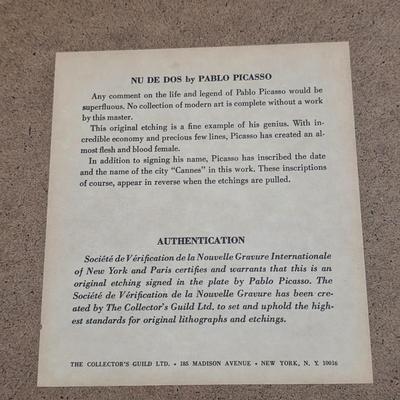 NU DE DOS by PABLO PICASSO
Any comment on the life and legend of Pablo Picasso would be
superfluous. No collection of modern art is complete without a work
by this master.
This original etching is a fine example of his genius. With in-
credible economy and precious few lines, Picasso has created an al-
most flesh and blood female.
In addition to signing his name, Picasso has inscribed the date
and the name of the city “Cannes” in this work. These inscriptions
of course, appear in reverse when the etchings are pulled.
AUTHENTICATION
Société de Vérification de la Nouvelle Gravure Internationale
of New York and Paris certifies and warrants that this is an
original etching signed in the plate by Pablo Picasso. The
Société de Vérification de la Nouvelle Gravure has been cre-
ated by The Collector's Guild Ltd. to set and uphold the high-
est standards for original lithographs and etchings.
THE COLLECTOR'S GUILD LTD. • 185 MADISON AVENUE • NEW YORK, N. Y. 10016